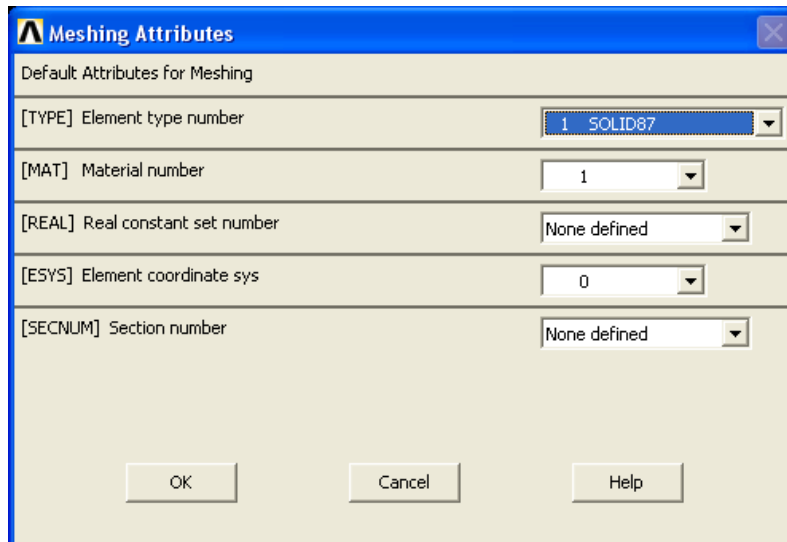 Meshing Attributes
Default Attributes for Meshing
[TYPE] Element type number
1 SOLID87
[MAT] Material number
1
[REAL] Real constant set number
None defined
[ESYS] Element coordinate sys
0
[SECNUM] Section number
None defined
OK Cancel Help